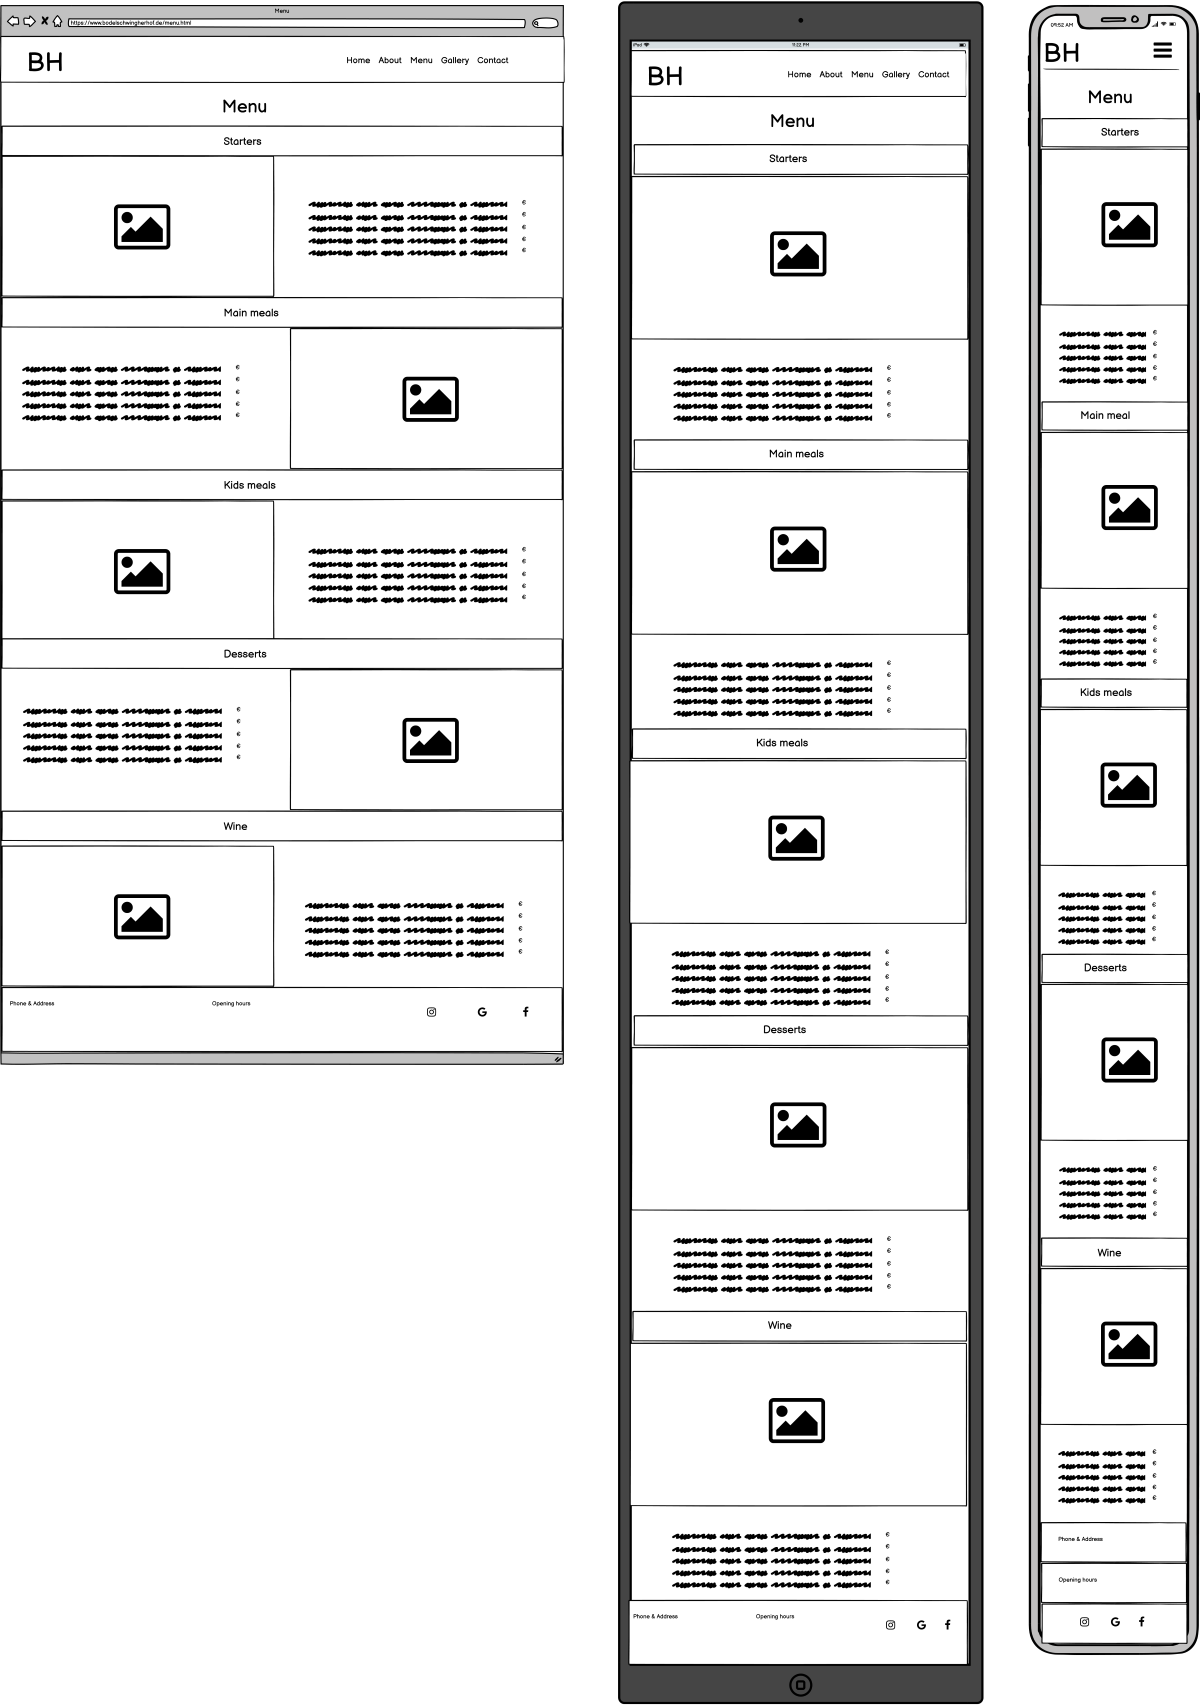 Menu
https://www.bodelschwingherhof.de/menu.html
BH
Home About Menu Gallery Contact
Menu
Starters
€
€
€
€
€
Main meals
€
€
€
€
€
Kids meals
€
€
€
€
€
Desserts
€
€
€
€
€
Wine
€
€
€
€
€
Phone & Address
Opening hours
G
f
iPad
11:22 PM
BH
Home About Menu Gallery Contact
Menu
Starters
€
€
€
€
€
Main meals
€
€
€
€
€
Kids meals
€
€
€
€
€
Desserts
€
€
€
€
€
Wine
€
€
€
€
€
Phone & Address
Opening hours
G
f
09:52 AM
BH
Menu
Starters
€
€
€
€
€
Main meal
€
€
€
€
€
Kids meals
€
€
€
€
€
Desserts
€
€
€
€
€
Wine
€
€
€
€
€
Phone & Address
Opening hours
G
f